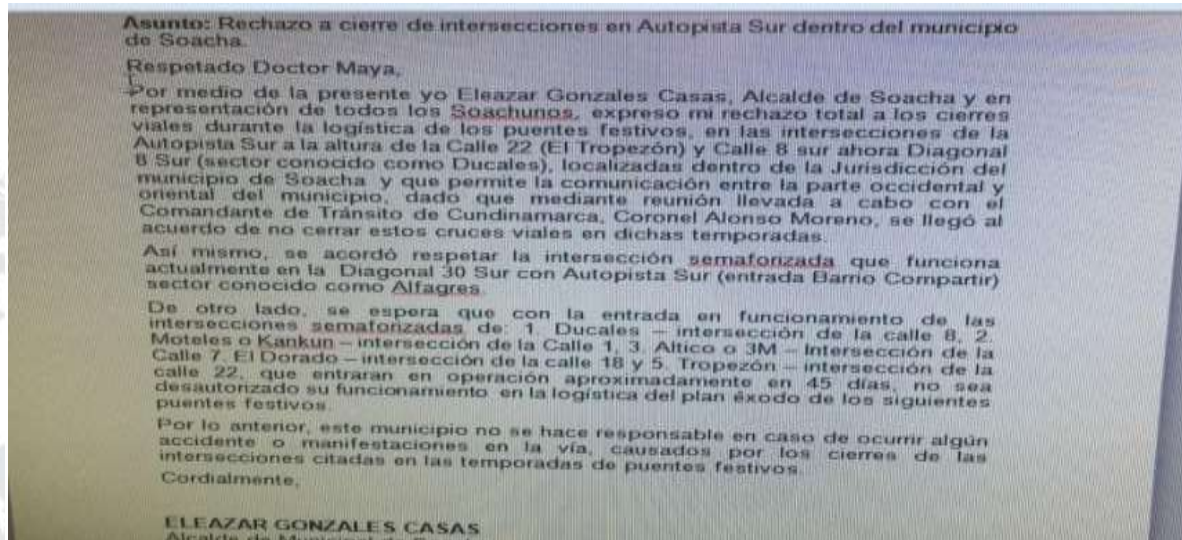 Asunto: Rechazo a cierre de intersecciones en Autopista Sur dentro del municipio
de Soacha.
Respetado Doctor Maya,
Por medio de la presente yo Eleazar Gonzales Casas, Alcalde de Soacha y en
representación de todos los Soachunos, expreso mi rechazo total a los cierres
viales durante la logística de los puentes festivos, en las intersecciones de la
Autopista Sur a la altura de la Calle 22 (El Tropezón) y Calle 8 sur ahora Diagonal
8 Sur (sector conocido como Ducales), localizadas dentro de la Jurisdicción del
municipio de Soacha y que permite la comunicación entre la parte occidental y
oriental del municipio, dado que mediante reunión llevada a cabo con el
Comandante de Tránsito de Cundinamarca, Coronel Alonso Moreno, se llegó al
acuerdo de no cerrar estos cruces viales en dichas temporadas.
Así mismo, se acordó respetar la intersección semaforizada que funciona
actualmente en la Diagonal 30 Sur con Autopista Sur (entrada Barrio Compartir)
sector conocido como Alfagres.
De otro lado, se espera que con la entrada en funcionamiento de las
intersecciones semaforizadas de: 1. Ducales – intersección de la calle 8, 2.
Moteles o Kankun – intersección de la Calle 1, 3. Altico o 3M – Intersección de la
Calle 7. El Dorado – intersección de la calle 18 y 5. Tropezón – intersección de la
calle 22, que entraran en operación aproximadamente en 45 días, no sea
desautorizado su funcionamiento en la logística del plan éxodo de los siguientes
puentes festivos.
Por lo anterior, este municipio no se hace responsable en caso de ocurrir algún
accidente o manifestaciones en la vía, causados por los cierres de las
intersecciones citadas en las temporadas de puentes festivos.
Cordialmente,
ELEAZAR GONZALES CASAS